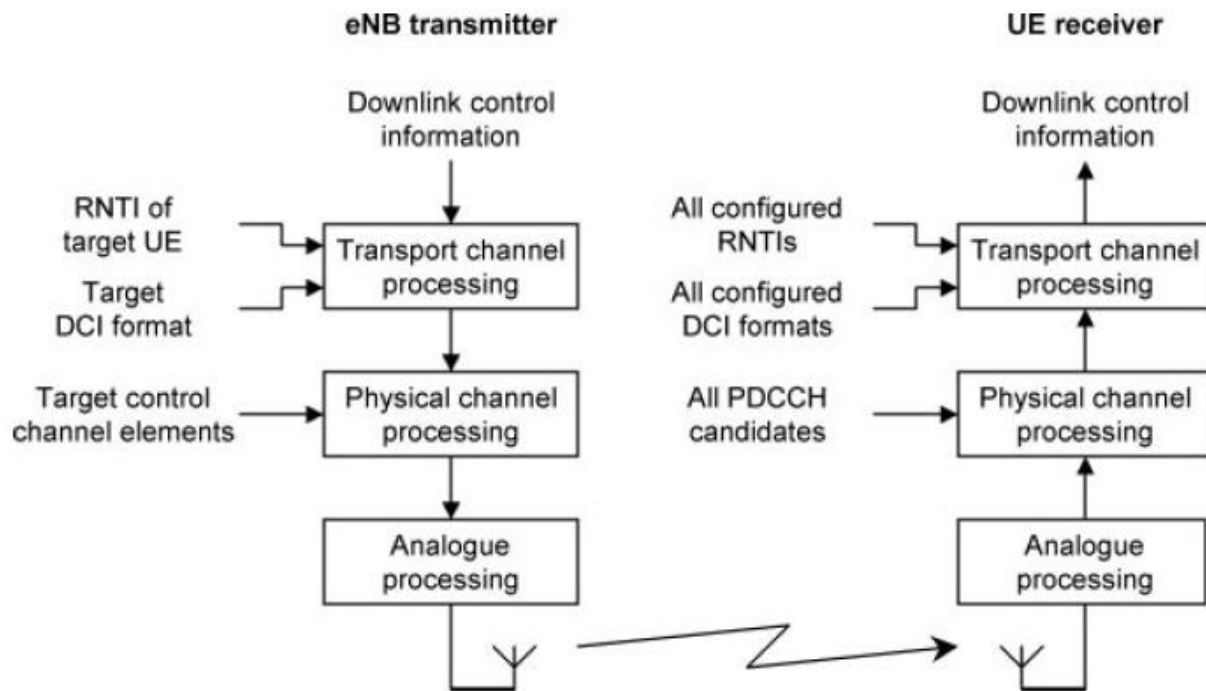 eNB transmitter
Downlink control
information
RNTI of
target UE
Target
DCI format
Transport channel
processing
Target control
channel elements
Physical channel
processing
Analogue
processing
UE receiver
Downlink control
information
All configured
RNTIs
All configured
DCI formats
Transport channel
processing
All PDCCH
candidates
Physical channel
processing
Analogue
processing